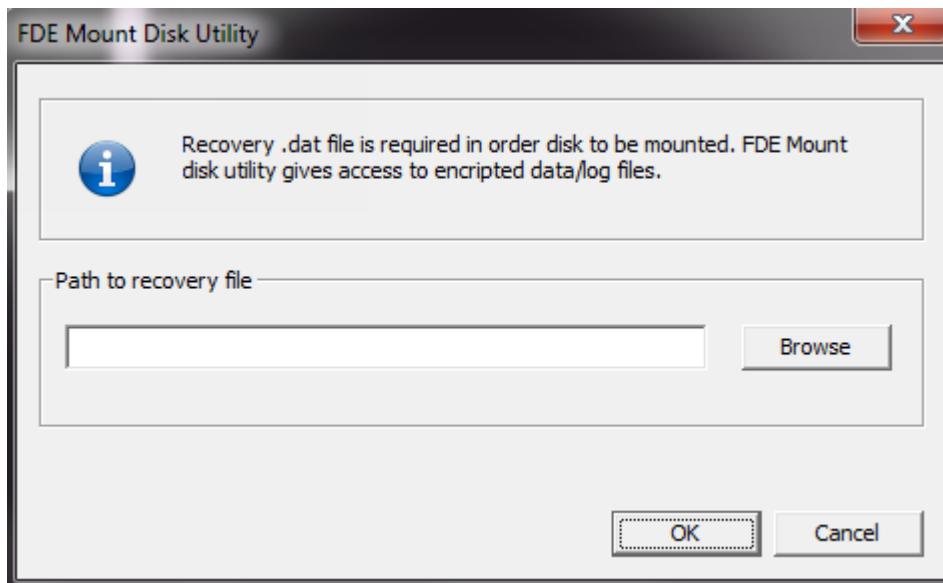 FDE Mount Disk Utility
Recovery .dat file is required in order disk to be mounted. FDE Mount
disk utility gives access to encripted data/log files.
Path to recovery file
Browse
OK
Cancel